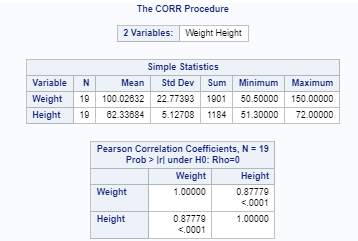 The CORR Procedure
2 Variables: Weight Height
Simple Statistics
Variable N Mean Std Dev Sum Minimum Maximum
Weight 19 100.02632 22.77393 1901 50.50000 150.00000
Height 19 62.33684 5.12708 1184 51.30000 72.00000
Pearson Correlation Coefficients, N = 19
Prob > |r| under H0: Rho=0
Weight Height
Weight 1.00000 0.87779
<.0001
Height 0.87779 1.00000
<.0001